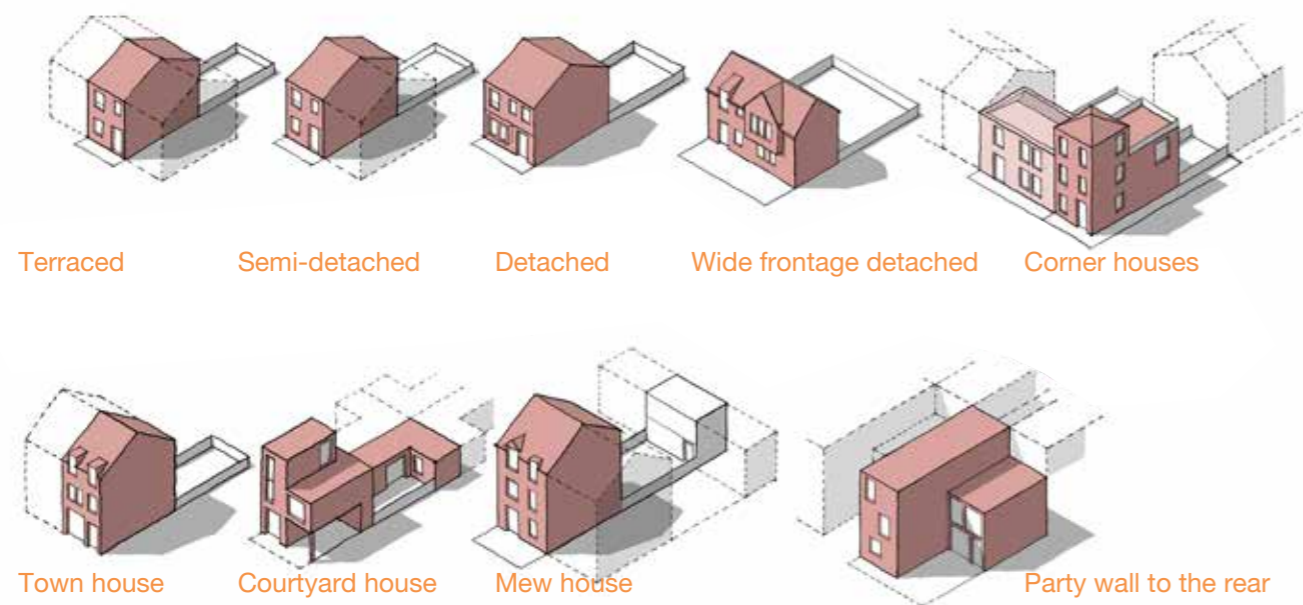 Terraced
Semi-detached
Detached
Wide frontage detached
Corner houses
Town house
Courtyard house
Mew house
Party wall to the rear